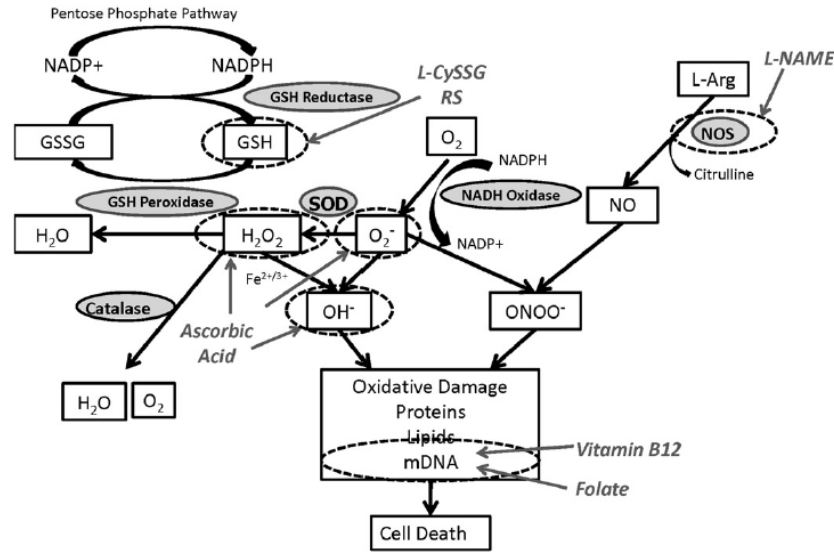 Pentose Phosphate Pathway
NADP+
NADPH
L-CySSG
RS
L-NAME
GSH Reductase
L-Arg
GSSG
GSH
O₂
NOS
NADPH
Citrulline
GSH Peroxidase
SOD
NADH Oxidase
NO
H₂O
H₂O₂
O₂⁻
NADP+
Fe²⁺/³⁺
Catalase
Ascorbic
Acid
OH⁻
ONOO⁻
H₂O
O₂
Oxidative Damage
Proteins
Lipids
mDNA
Vitamin B12
Folate
Cell Death